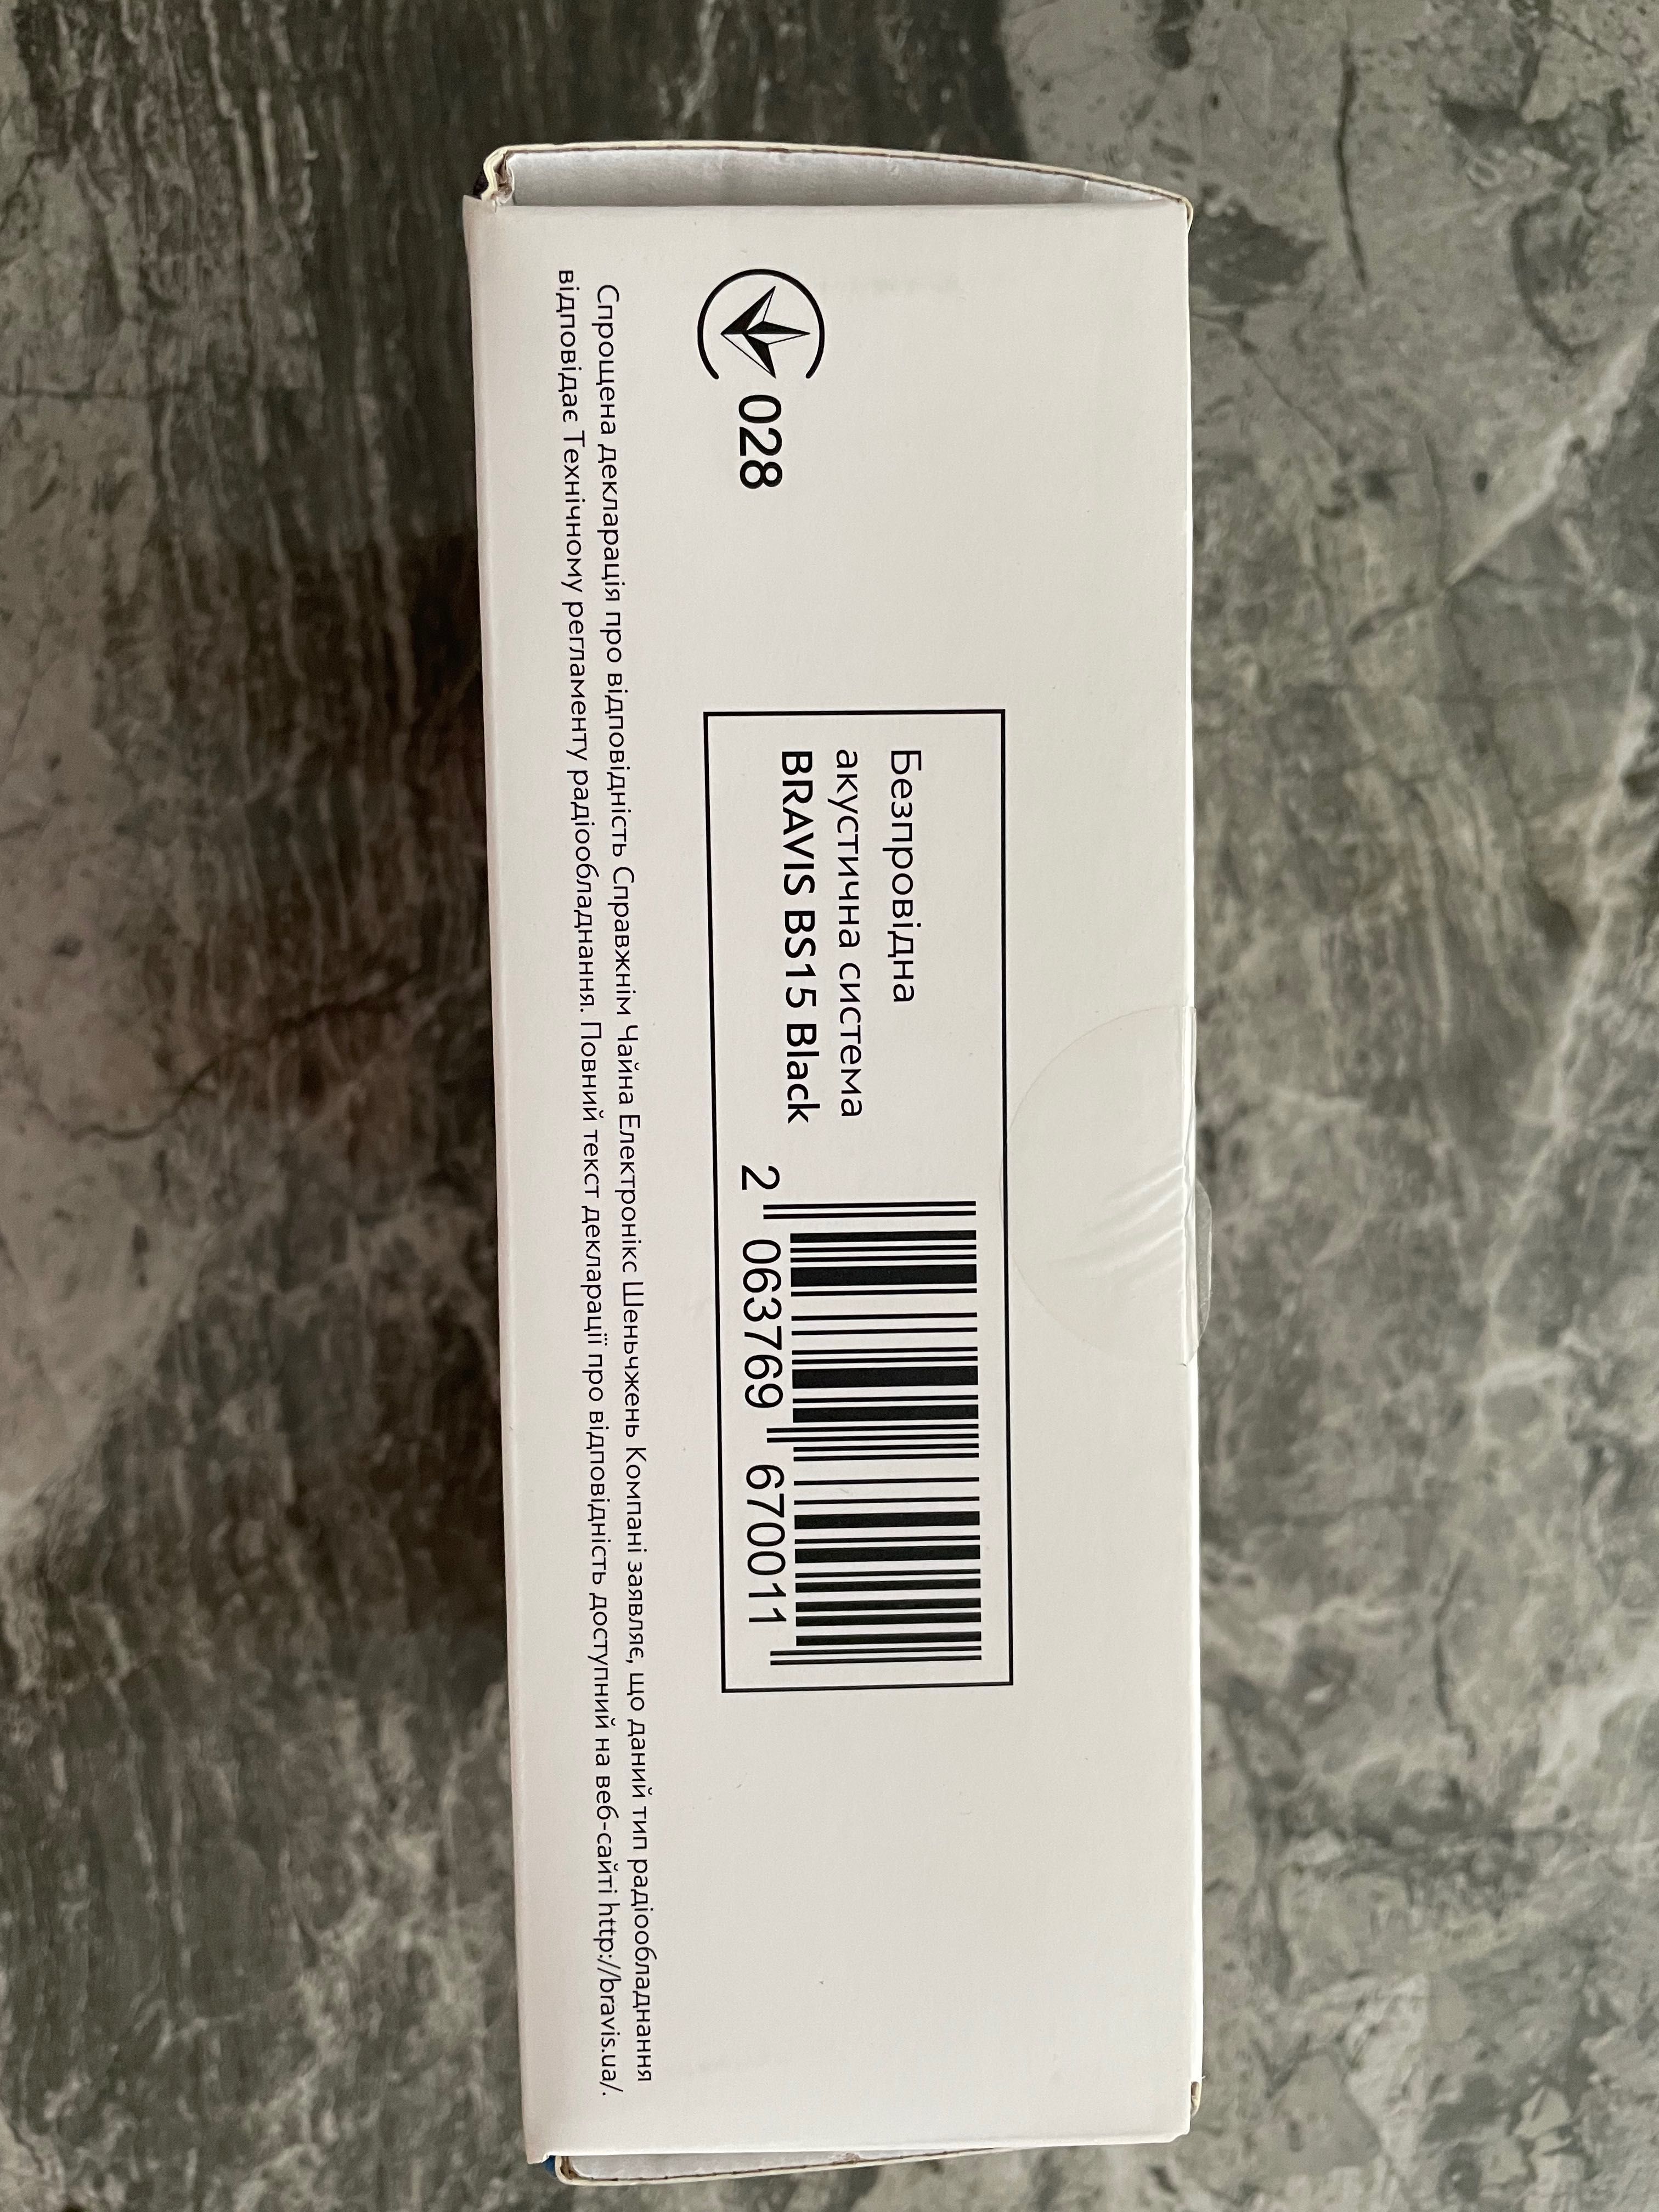 Безпровідна
акустична система
BRAVIS BS15 Black
2 063769 670011
028
Спрощена декларація про відповідність Справжнім Чайна Електронікс Шеньчжень Компані заявляє, що даний тип радіообладнання
відповідає Технічному регламенту радіообладнання. Повний текст декларації про відповідність доступний на веб-сайті http://bravis.ua/.